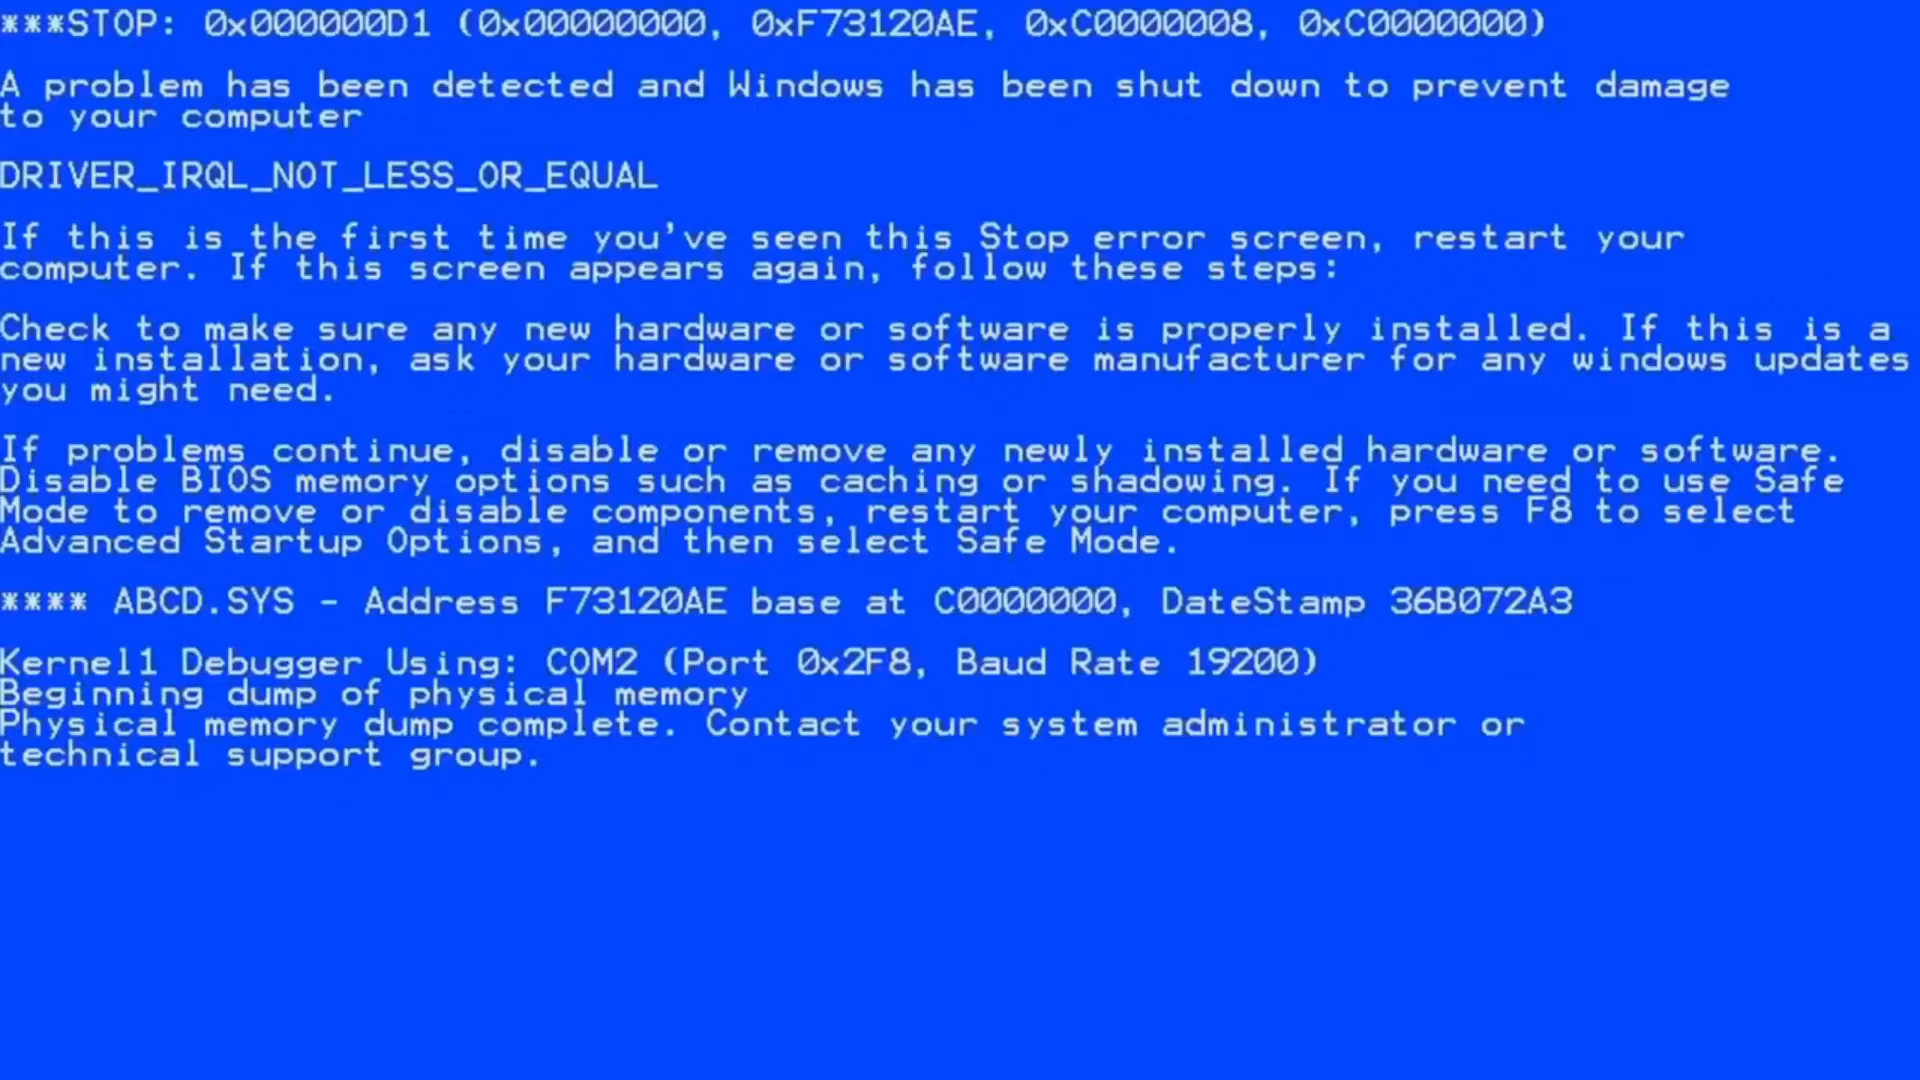 ***STOP: 0x000000D1 (0x00000000, 0xF73120AE, 0xC0000008, 0xC0000000)
A problem has been detected and Windows has been shut down to prevent damage
to your computer
DRIVER_IRQL_NOT_LESS_OR_EQUAL
If this is the first time you've seen this Stop error screen, restart your
computer. If this screen appears again, follow these steps:
Check to make sure any new hardware or software is properly installed. If this is a
new installation, ask your hardware or software manufacturer for any windows updates
you might need.
If problems continue, disable or remove any newly installed hardware or software.
Disable BIOS memory options such as caching or shadowing. If you need to use Safe
Mode to remove or disable components, restart your computer, press F8 to select
Advanced Startup Options, and then select Safe Mode.
**** ABCD.SYS - Address F73120AE base at C0000000, DateStamp 36B072A3
Kernel1 Debugger Using: COM2 (Port 0x2F8, Baud Rate 19200)
Beginning dump of physical memory
Physical memory dump complete. Contact your system administrator or
technical support group.